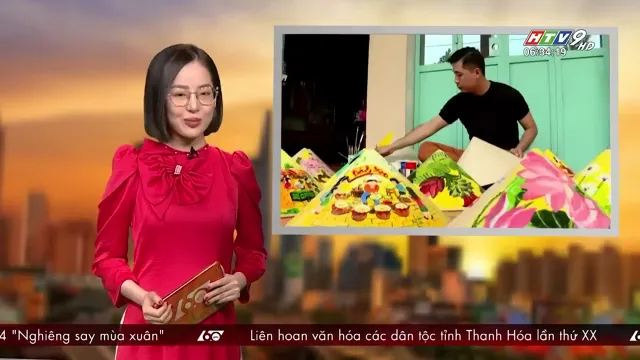 HTV9 HD
06:34:19
4 "Nghiêng say mùa xuân" 60 Liên hoan văn hóa các dân tộc tỉnh Thanh Hóa lần thứ XX